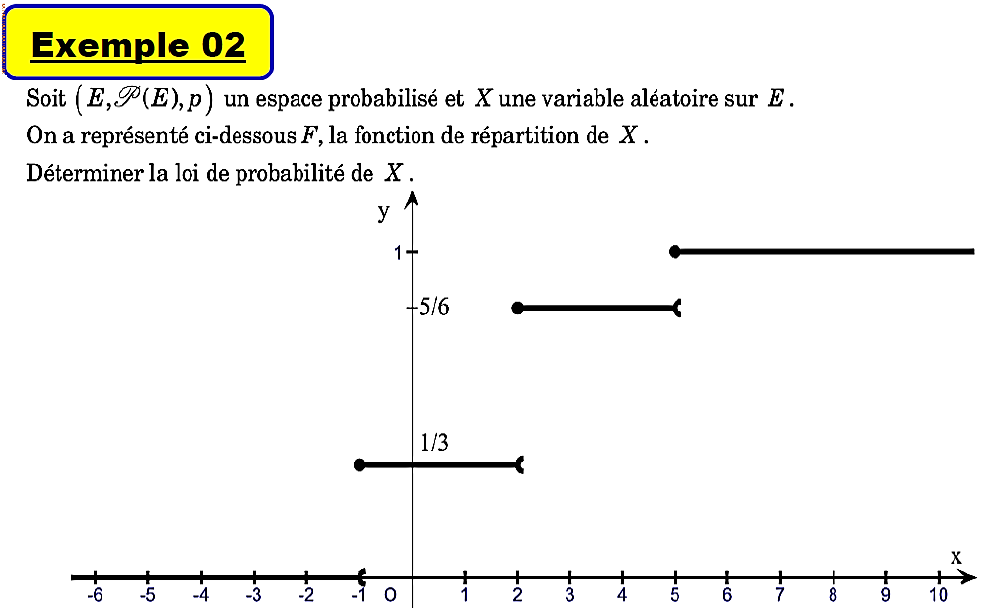 Exemple 02
Soit (E,𝒫(E),p) un espace probabilisé et X une variable aléatoire sur E.
On a représenté ci-dessous F, la fonction de répartition de X.
Déterminer la loi de probabilité de X.
y
1
5/6
1/3
x
-6 -5 -4 -3 -2 -1 O 1 2 3 4 5 6 7 8 9 10